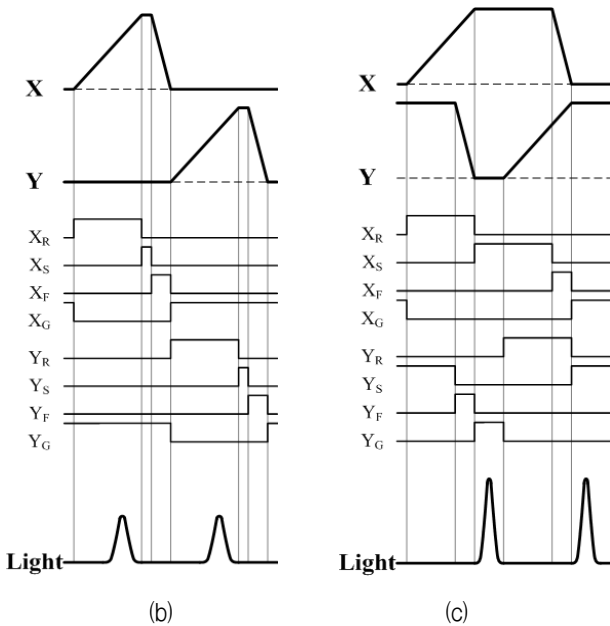 X
Y
X_R
X_S
X_F
X_G
Y_R
Y_S
Y_F
Y_G
Light
(b)
X
Y
X_R
X_S
X_F
X_G
Y_R
Y_S
Y_F
Y_G
Light
(c)